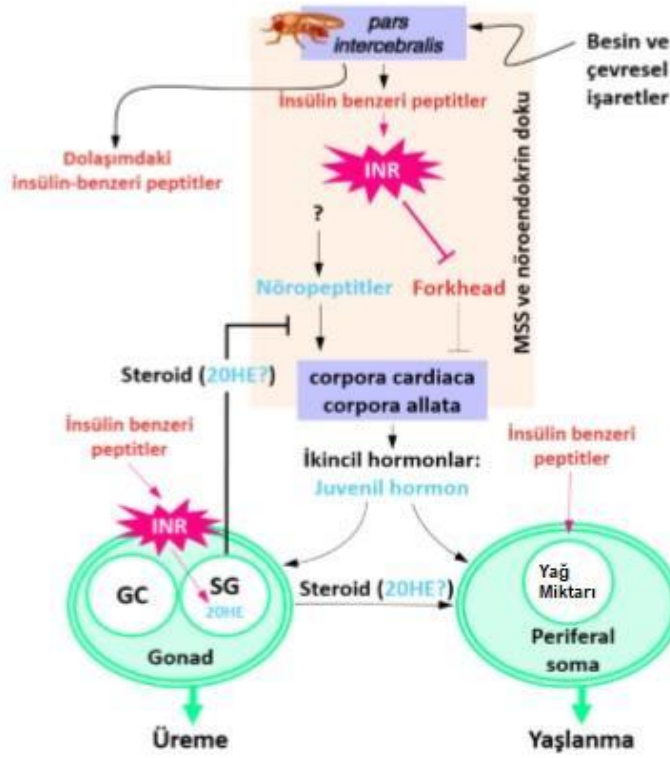 pars
intercebralis
Besin ve
çevresel
işaretler
İnsülin benzeri peptitler
Dolaşımdaki
insülin-benzeri peptitler
INR
?
Nöropeptitler
Forkhead
MSS ve nöroendokrin doku
Steroid (20HE?)
corpora cardiaca
corpora allata
İnsülin benzeri
peptitler
İkincil hormonlar:
Juvenil hormon
İnsülin benzeri
peptitler
INR
GC
SG
20HE
Gonad
Steroid (20HE?)
Yağ
Miktarı
Periferal
soma
Üreme
Yaşlanma